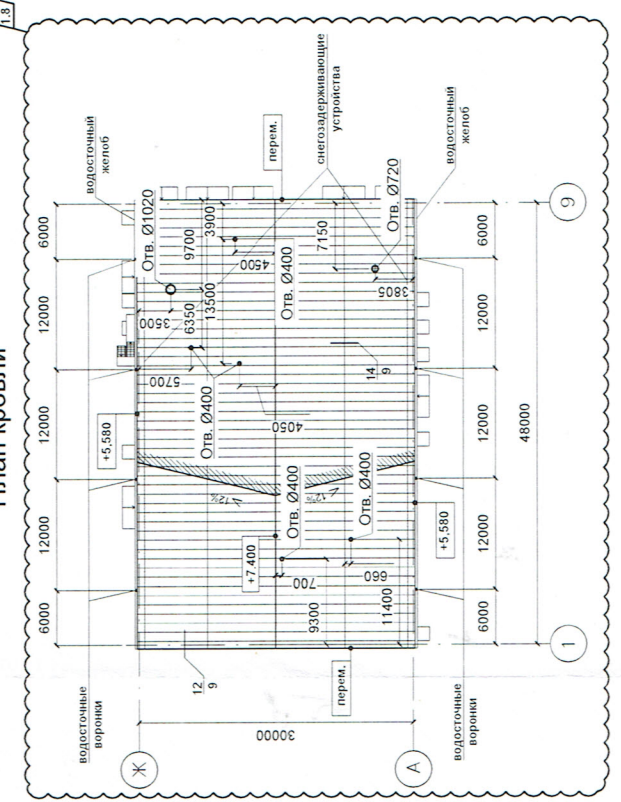 1.8
План кровли
водосточные
воронки
водосточный
желоб
6000
12000
12000
12000
6000
+5,580
Отв. Ø1020
перем.
9700
3900
3500
6350
13500
4500
Отв. Ø400
снегозадерживающие
устройства
5700
Отв. Ø400
4050
7150
Отв. Ø720
3805
14
9
12%
12%
+7.400
Отв. Ø400
700
Отв. Ø400
660
9300
11400
12
9
перем.
+5,580
водосточный
желоб
6000
12000
12000
12000
6000
48000
30000
водосточные
воронки
Ж
А
1
9